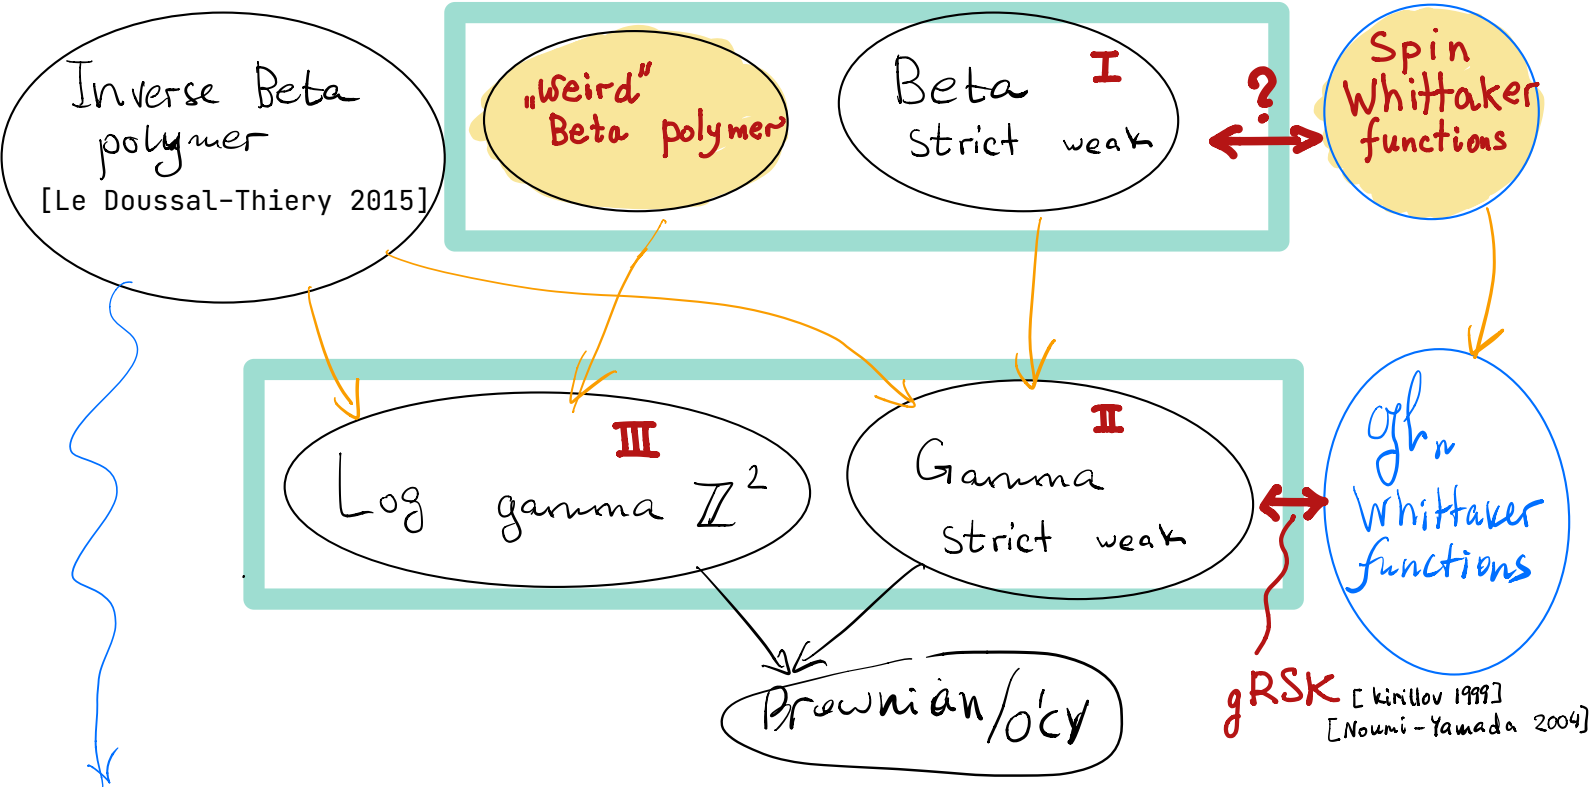 Inverse Beta
polymer
[Le Doussal-Thiery 2015]
„Weird”
Beta polymer
I
Beta
strict weak
?
Spin
Whittaker
functions
III
Log gamma ℤ²
II
Gamma
strict weak
glₙ
Whittaker
functions
Brownian/O'CY
gRSK [Kirillov 1999]
[Noumi-Yamada 2004]